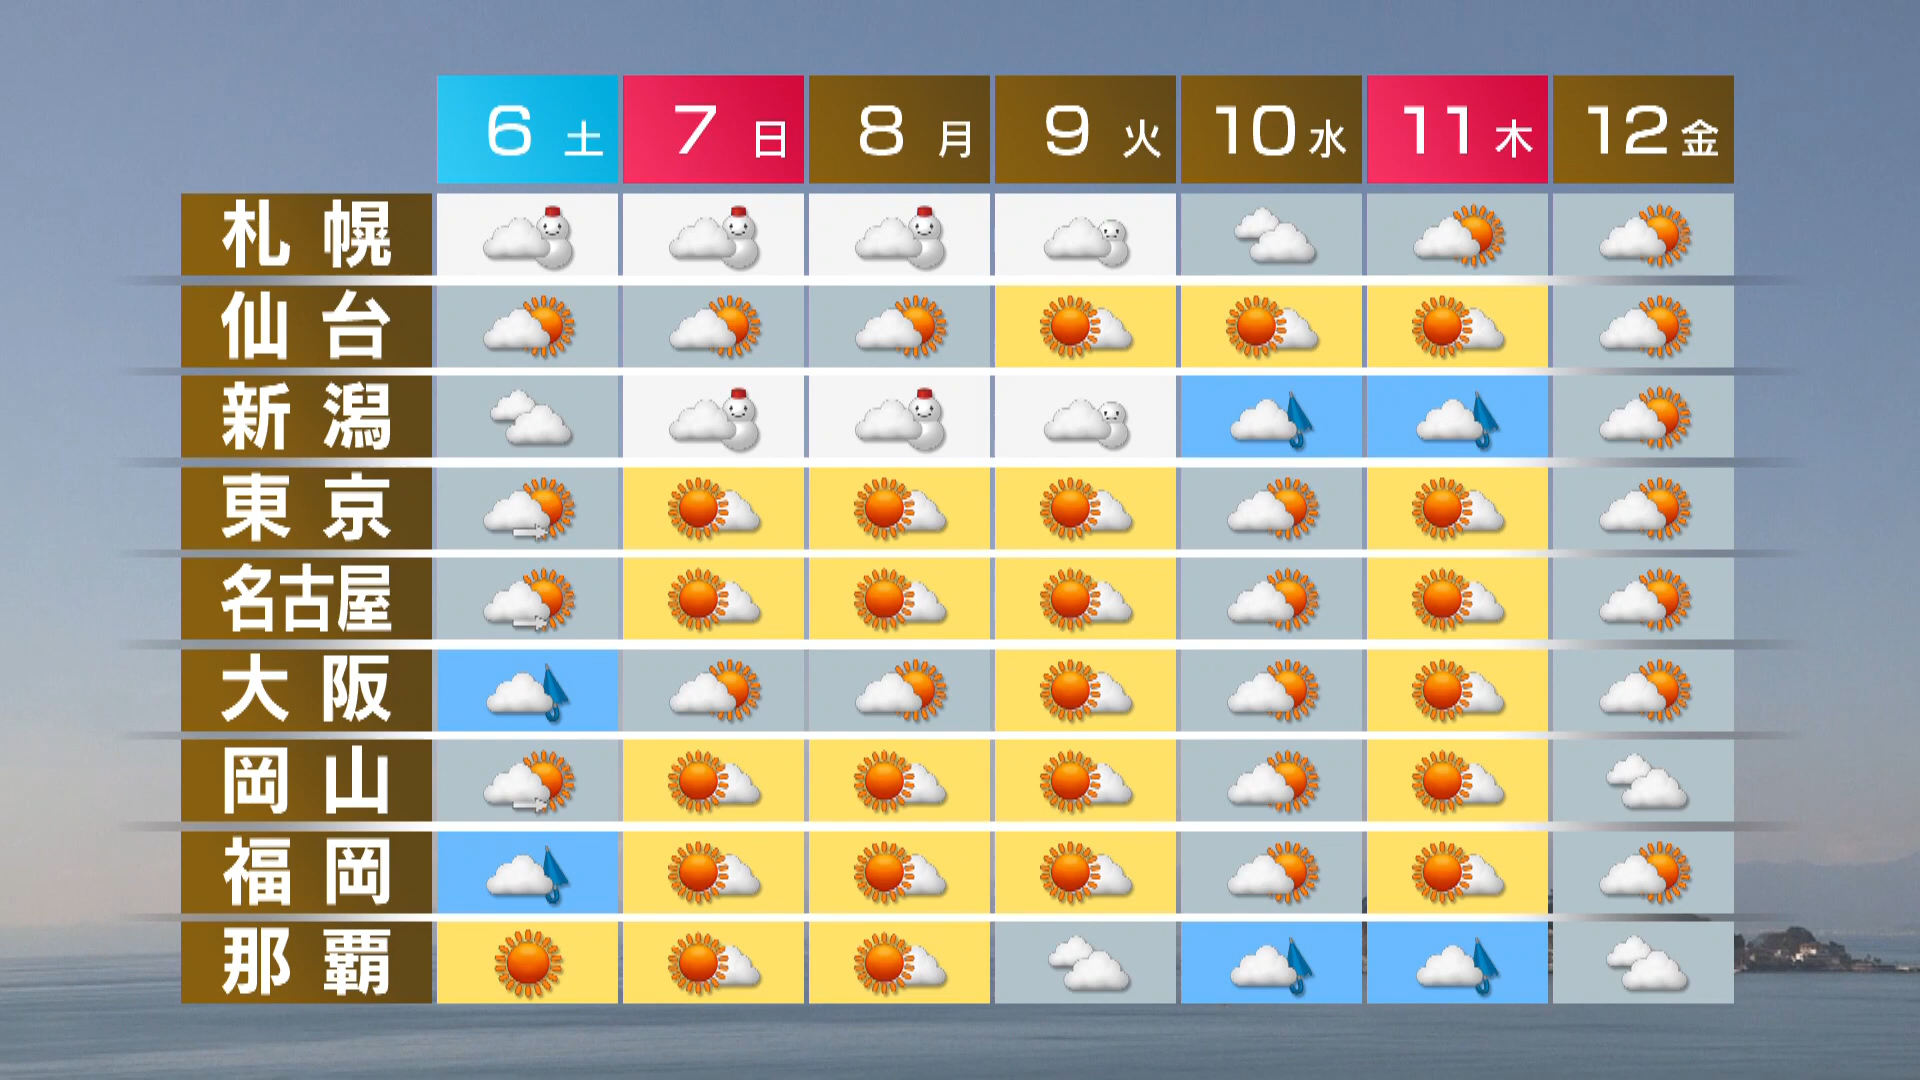 6 土 7 日 8 月 9 火 10 水 11 木 12 金
札幌
仙台
新潟
東京
名古屋
大阪
岡山
福岡
那覇